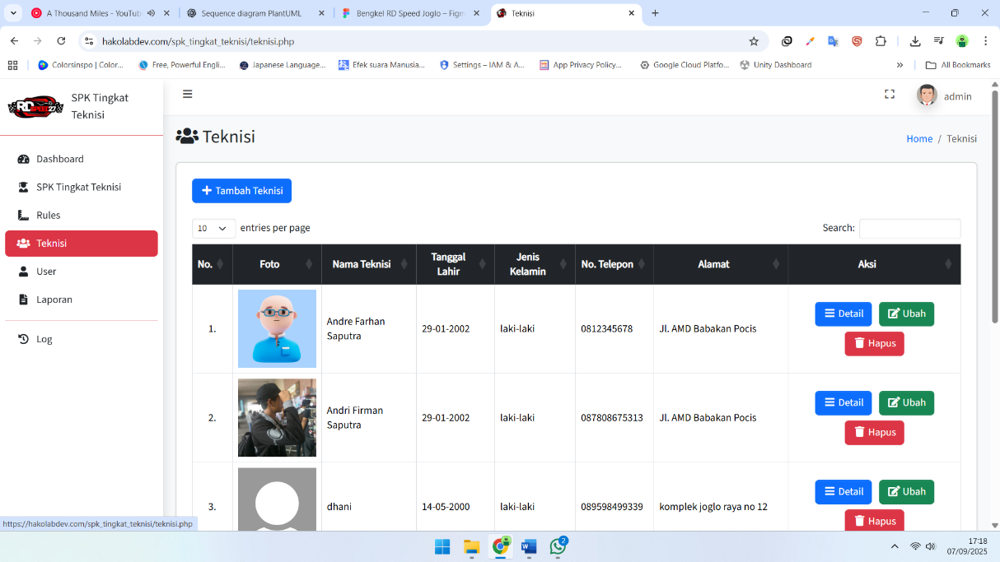 A Thousand Miles - YouTub
Sequence diagram PlantUML
Bengkel RD Speed Joglo – Figm
Teknisi
hakolabdev.com/spk_tingkat_teknisi/teknisi.php
Colorsinspo | Color...
Free, Powerful Engli...
Japanese Language...
Efek suara Manusia...
Settings – IAM & A...
App Privacy Policy...
Google Cloud Platfo...
Unity Dashboard
»
All Bookmarks
RD SPEED 27
SPK Tingkat
Teknisi
admin
Dashboard
SPK Tingkat Teknisi
Rules
Teknisi
User
Laporan
Log
Teknisi
Home / Teknisi
Tambah Teknisi
10 entries per page
Search:
No. Foto Nama Teknisi Tanggal Lahir Jenis Kelamin No. Telepon Alamat Aksi
1. Andre Farhan Saputra 29-01-2002 laki-laki 0812345678 Jl. AMD Babakan Pocis Detail Ubah Hapus
2. Andri Firman Saputra 29-01-2002 laki-laki 087808675313 Jl. AMD Babakan Pocis Detail Ubah Hapus
3. dhani 14-05-2000 laki-laki 089598499339 komplek joglo raya no 12 Detail Ubah Hapus
https://hakolabdev.com/spk_tingkat_teknisi/teknisi.php
2
17:18
07/09/2025